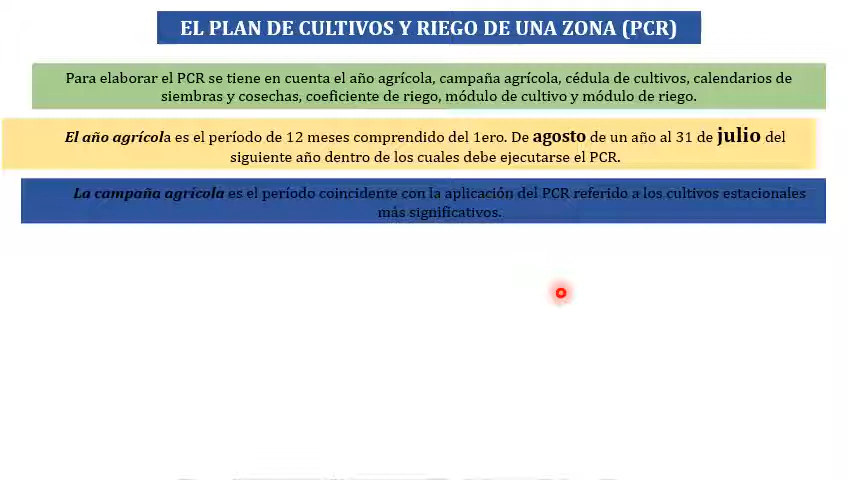 EL PLAN DE CULTIVOS Y RIEGO DE UNA ZONA (PCR)
Para elaborar el PCR se tiene en cuenta el año agrícola, campaña agrícola, cédula de cultivos, calendarios de
siembras y cosechas, coeficiente de riego, módulo de cultivo y módulo de riego.
El año agrícola es el período de 12 meses comprendido del 1ero. De agosto de un año al 31 de julio del
siguiente año dentro de los cuales debe ejecutarse el PCR.
La campaña agrícola es el período coincidente con la aplicación del PCR referido a los cultivos estacionales
más significativos.